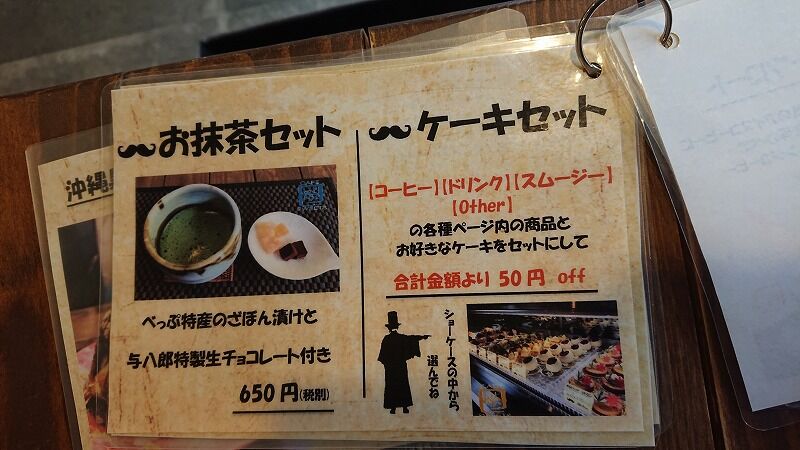 お抹茶セット
べっぷ特産のざぼん漬けと
与八郎特製生チョコレート付き
650円(税別)
ケーキセット
【コーヒー】【ドリンク】【スムージー】
【Other】
の各種ページ内の商品と
お好きなケーキをセットにして
合計金額より 50円 off
ショーケースの中から
選んでね
沖縄